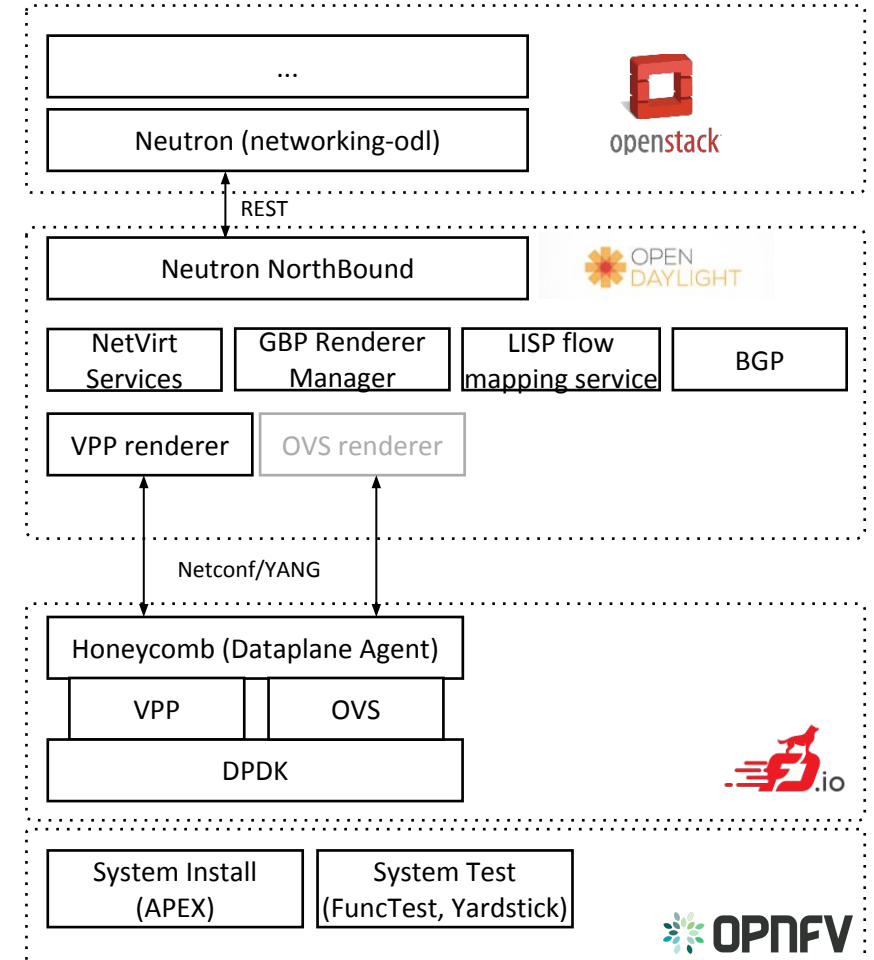 ...
Neutron (networking-odl)
openstack
REST
Neutron NorthBound
OPEN
DAYLIGHT
NetVirt
Services
GBP Renderer
Manager
LISP flow
mapping service
BGP
VPP renderer
OVS renderer
Netconf/YANG
Honeycomb (Dataplane Agent)
VPP
OVS
DPDK
FD.io
System Install
(APEX)
System Test
(FuncTest, Yardstick)
OPNFV